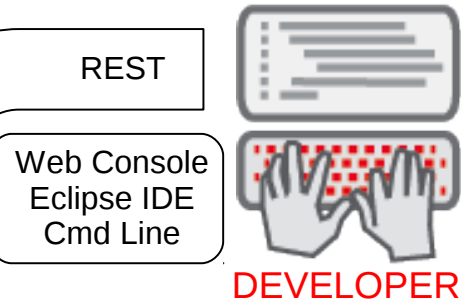 REST
Web Console
Eclipse IDE
Cmd Line
DEVELOPER